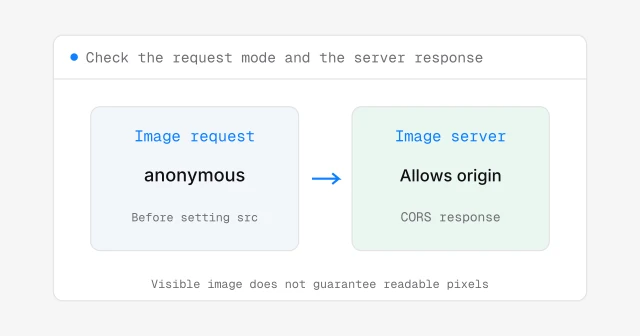 Check the request mode and the server response
Image request
anonymous
Before setting src
Image server
Allows origin
CORS response
Visible image does not guarantee readable pixels